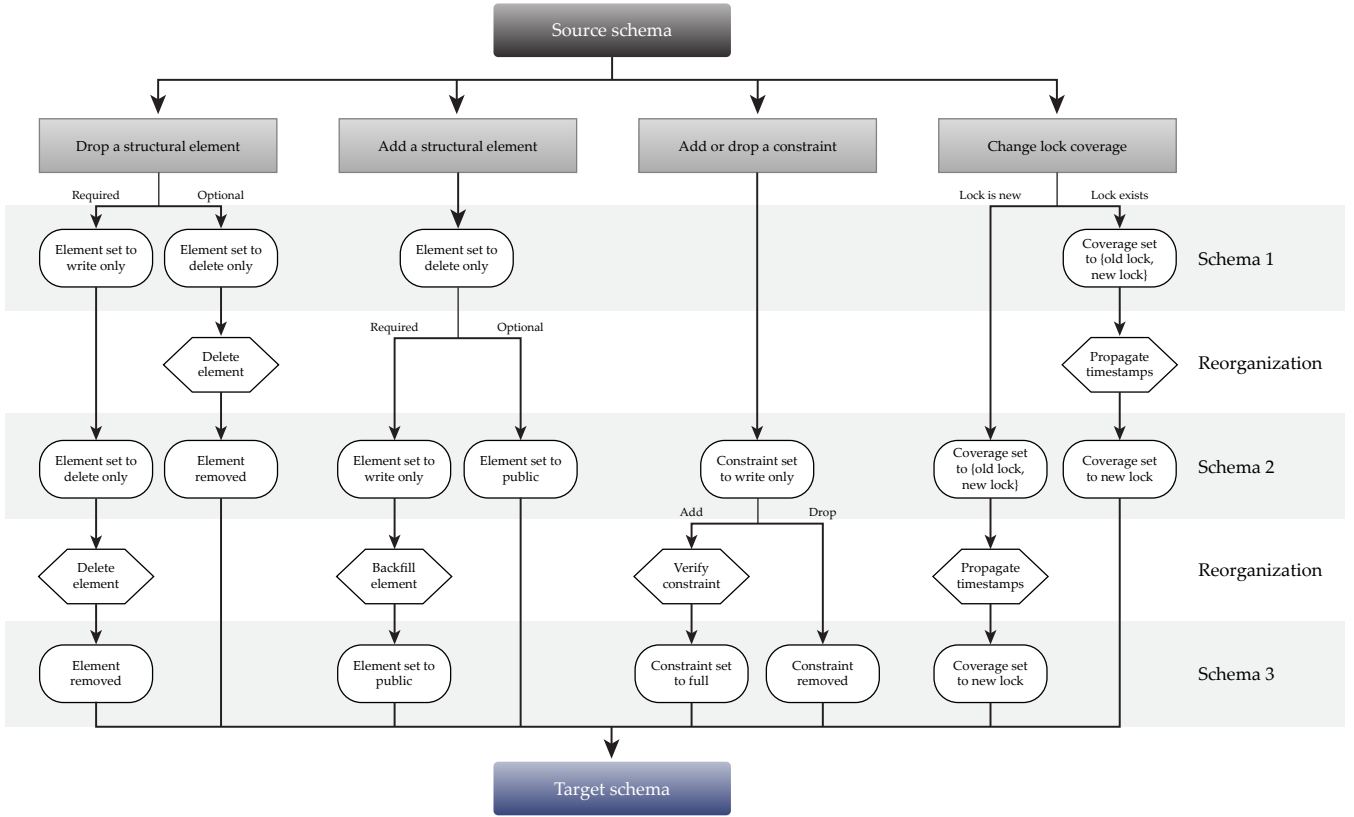 Source schema
Drop a structural element
Add a structural element
Add or drop a constraint
Change lock coverage
Required
Optional
Lock is new
Lock exists
Element set to
write only
Element set to
delete only
Element set to
delete only
Coverage set
to {old lock,
new lock}
Schema 1
Required
Optional
Delete
element
Propagate
timestamps
Reorganization
Element set to
delete only
Element
removed
Element set to
write only
Element set to
public
Constraint set
to write only
Coverage set
to {old lock,
new lock}
Coverage set
to new lock
Schema 2
Add
Drop
Delete
element
Backfill
element
Verify
constraint
Propagate
timestamps
Reorganization
Element
removed
Element set to
public
Constraint set
to full
Constraint
removed
Coverage set
to new lock
Schema 3
Target schema